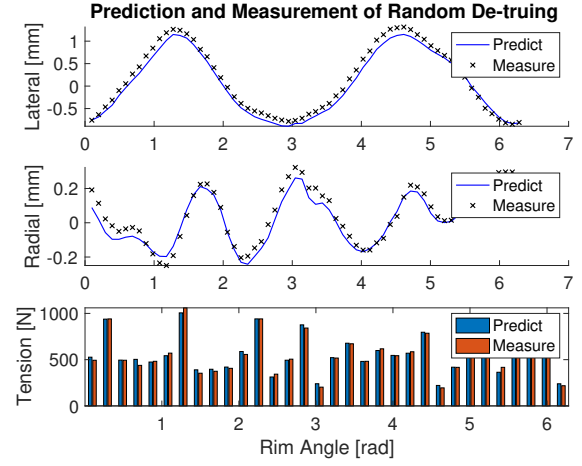 Prediction and Measurement of Random De-truing
Lateral [mm]
1
0.5
0
-0.5
Predict
Measure
0 1 2 3 4 5 6 7
Radial [mm]
0.2
0
-0.2
Predict
Measure
0 1 2 3 4 5 6 7
Tension [N]
1000
500
0
Predict
Measure
1 2 3 4 5 6
Rim Angle [rad]